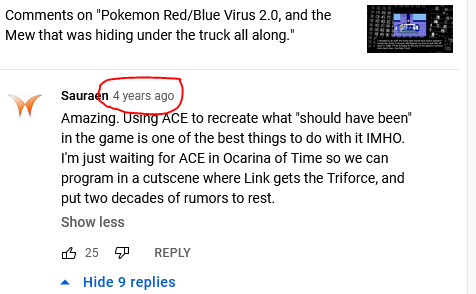 Comments on "Pokemon Red/Blue Virus 2.0, and the
Mew that was hiding under the truck all along."
Sauraen 4 years ago
Amazing. Using ACE to recreate what "should have been"
in the game is one of the best things to do with it IMHO.
I'm just waiting for ACE in Ocarina of Time so we can
program in a cutscene where Link gets the Triforce, and
put two decades of rumors to rest.
Show less
25 REPLY
Hide 9 replies